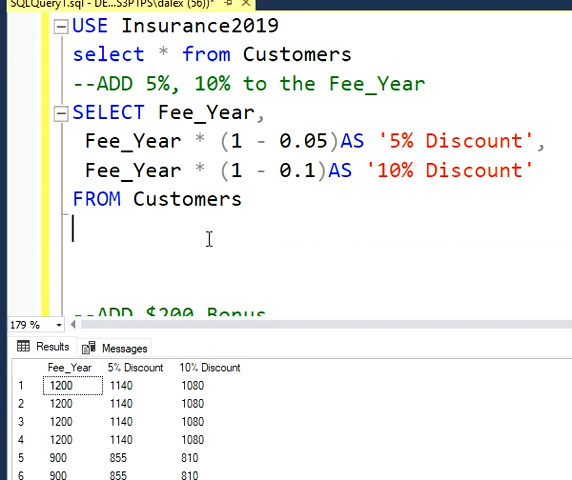 SQLQuery1.sql - DE...S3PTPS\dalex (56))*
USE Insurance2019
select * from Customers
--ADD 5%, 10% to the Fee_Year
SELECT Fee_Year,
Fee_Year * (1 - 0.05)AS '5% Discount',
Fee_Year * (1 - 0.1)AS '10% Discount'
FROM Customers
--ADD $200 Bonus
179 %
Results Messages
Fee_Year 5% Discount 10% Discount
1 1200 1140 1080
2 1200 1140 1080
3 1200 1140 1080
4 1200 1140 1080
5 900 855 810
6 900 855 810